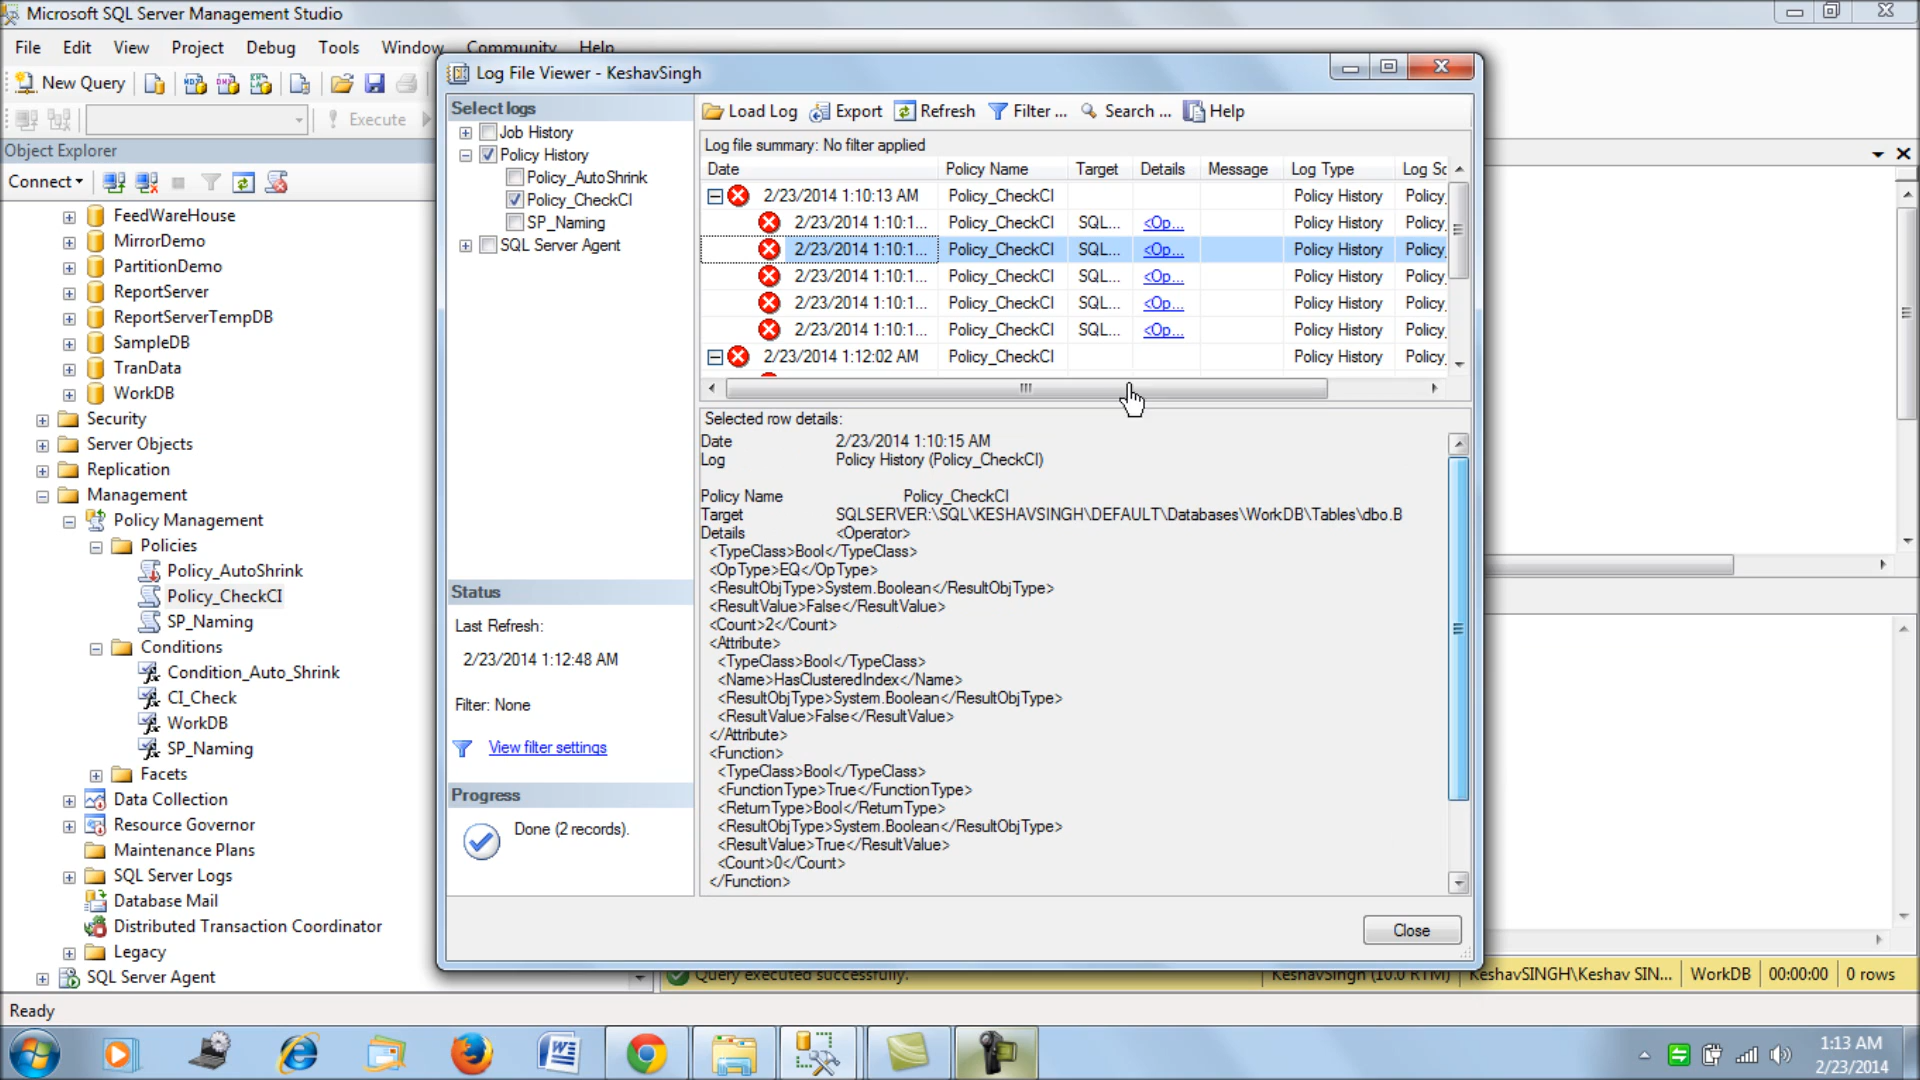 Microsoft SQL Server Management Studio
File Edit View Project Debug Tools Window Community Help
New Query
Execute
Object Explorer
Connect
FeedWareHouse
MirrorDemo
PartitionDemo
ReportServer
ReportServerTempDB
SampleDB
TranData
WorkDB
Security
Server Objects
Replication
Management
Policy Management
Policies
Policy_AutoShrink
Policy_CheckCI
SP_Naming
Conditions
Condition_Auto_Shrink
CI_Check
WorkDB
SP_Naming
Facets
Data Collection
Resource Governor
Maintenance Plans
SQL Server Logs
Database Mail
Distributed Transaction Coordinator
Legacy
SQL Server Agent
Log File Viewer - KeshavSingh
Select logs
Job History
Policy History
Policy_AutoShrink
Policy_CheckCI
SP_Naming
SQL Server Agent
Status
Last Refresh:
2/23/2014 1:12:48 AM
Filter: None
View filter settings
Progress
Done (2 records).
Load Log Export Refresh Filter ... Search ... Help
Log file summary: No filter applied
Date Policy Name Target Details Message Log Type Log Sc
2/23/2014 1:10:13 AM Policy_CheckCI Policy History Policy_
2/23/2014 1:10:1... Policy_CheckCI SQL... <Op... Policy History Policy_
2/23/2014 1:10:1... Policy_CheckCI SQL... <Op... Policy History Policy_
2/23/2014 1:10:1... Policy_CheckCI SQL... <Op... Policy History Policy_
2/23/2014 1:10:1... Policy_CheckCI SQL... <Op... Policy History Policy_
2/23/2014 1:10:1... Policy_CheckCI SQL... <Op... Policy History Policy_
2/23/2014 1:12:02 AM Policy_CheckCI Policy History Policy_
Selected row details:
Date 2/23/2014 1:10:15 AM
Log Policy History (Policy_CheckCI)
Policy Name Policy_CheckCI
Target SQLSERVER:\SQL\KESHAVSINGH\DEFAULT\Databases\WorkDB\Tables\dbo.B
Details <Operator>
<TypeClass>Bool</TypeClass>
<OpType>EQ</OpType>
<ResultObjType>System.Boolean</ResultObjType>
<ResultValue>False</ResultValue>
<Count>2</Count>
<Attribute>
<TypeClass>Bool</TypeClass>
<Name>HasClusteredIndex</Name>
<ResultObjType>System.Boolean</ResultObjType>
<ResultValue>False</ResultValue>
</Attribute>
<Function>
<TypeClass>Bool</TypeClass>
<FunctionType>True</FunctionType>
<ReturnType>Bool</ReturnType>
<ResultObjType>System.Boolean</ResultObjType>
<ResultValue>True</ResultValue>
<Count>0</Count>
</Function>
Close
Query executed successfully. KeshavSingh (10.0 RTM) KeshavSINGH\Keshav SIN... WorkDB 00:00:00 0 rows
Ready
1:13 AM
2/23/2014